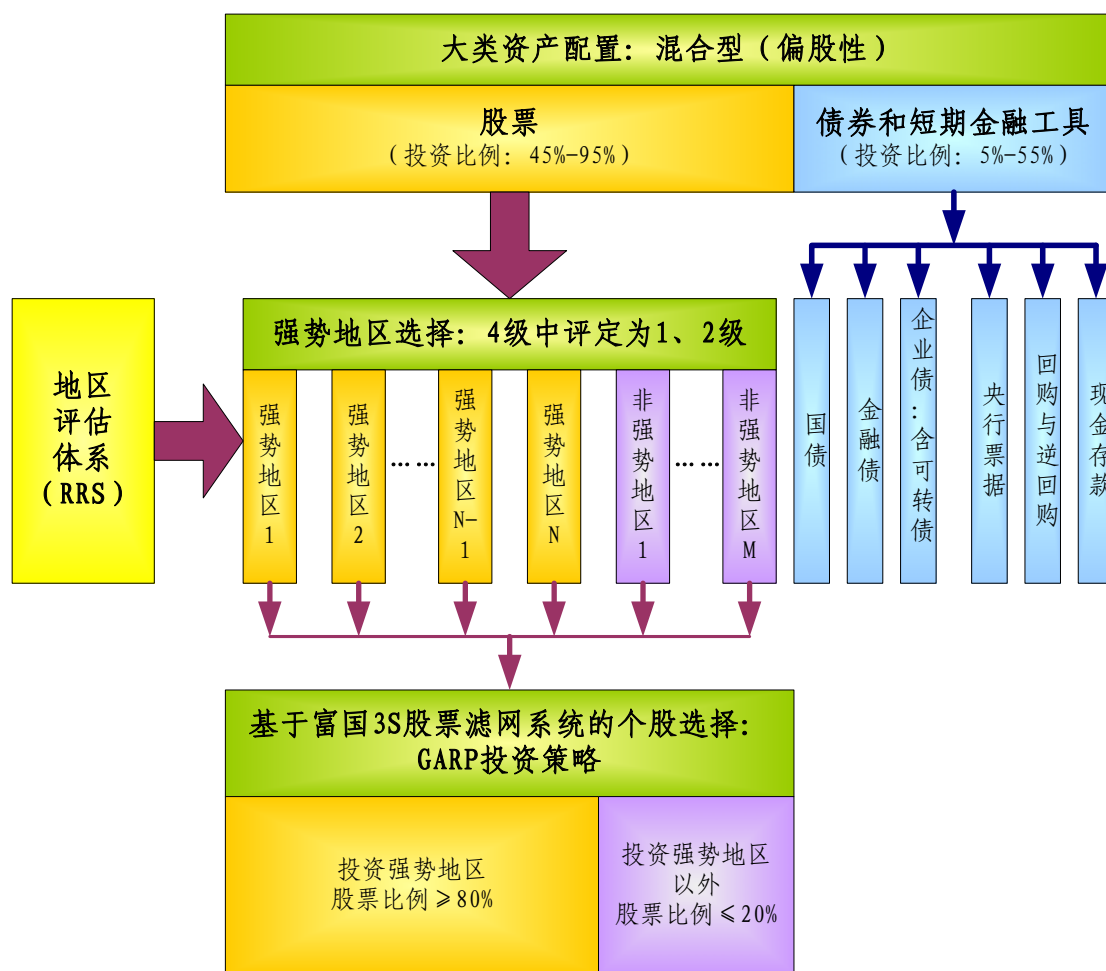 大类资产配置：混合型（偏股性）
股票
（投资比例：45%-95%）
债券和短期金融工具
（投资比例：5%-55%）
地区
评估
体系
（RRS）
强势地区选择：4级中评定为1、2级
强势地区1
强势地区2
……
强势地区N-1
强势地区N
非强势地区1
……
非强势地区M
国债
金融债
企业债：含可转债
央行票据
回购与逆回购
现金存款
基于富国3S股票滤网系统的个股选择：
GARP投资策略
投资强势地区
股票比例≥80%
投资强势地区
以外
股票比例≤20%